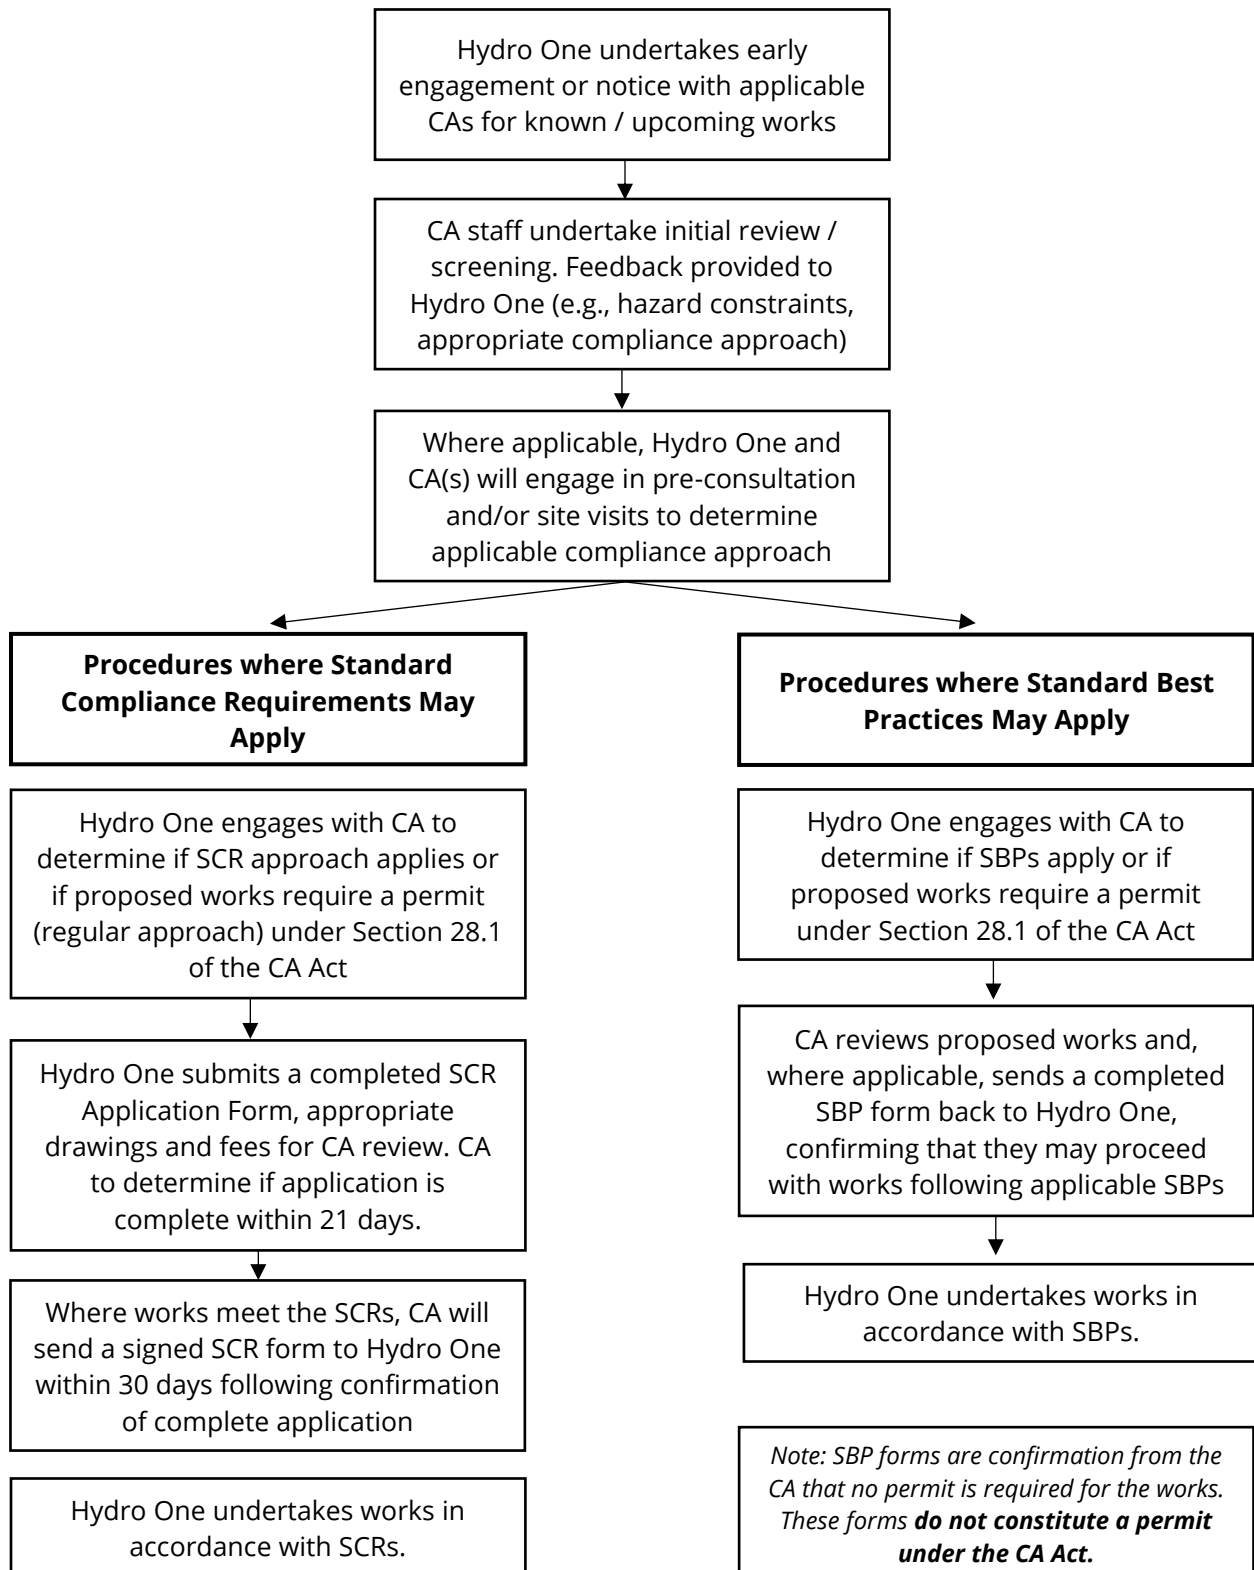 Hydro One undertakes early
engagement or notice with applicable
CAs for known / upcoming works
CA staff undertake initial review /
screening. Feedback provided to
Hydro One (e.g., hazard constraints,
appropriate compliance approach)
Where applicable, Hydro One and
CA(s) will engage in pre-consultation
and/or site visits to determine
applicable compliance approach
Procedures where Standard
Compliance Requirements May
Apply
Hydro One engages with CA to
determine if SCR approach applies or
if proposed works require a permit
(regular approach) under Section 28.1
of the CA Act
Hydro One submits a completed SCR
Application Form, appropriate
drawings and fees for CA review. CA
to determine if application is
complete within 21 days.
Where works meet the SCRs, CA will
send a signed SCR form to Hydro One
within 30 days following confirmation
of complete application
Hydro One undertakes works in
accordance with SCRs.
Procedures where Standard Best
Practices May Apply
Hydro One engages with CA to
determine if SBPs apply or if
proposed works require a permit
under Section 28.1 of the CA Act
CA reviews proposed works and,
where applicable, sends a completed
SBP form back to Hydro One,
confirming that they may proceed
with works following applicable SBPs
Hydro One undertakes works in
accordance with SBPs.
Note: SBP forms are confirmation from the
CA that no permit is required for the works.
These forms do not constitute a permit
under the CA Act.